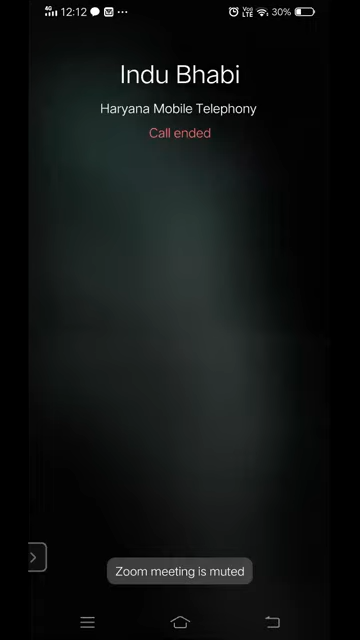 4G 12:12 ... Vo) LTE 30%
Indu Bhabi
Haryana Mobile Telephony
Call ended
Zoom meeting is muted